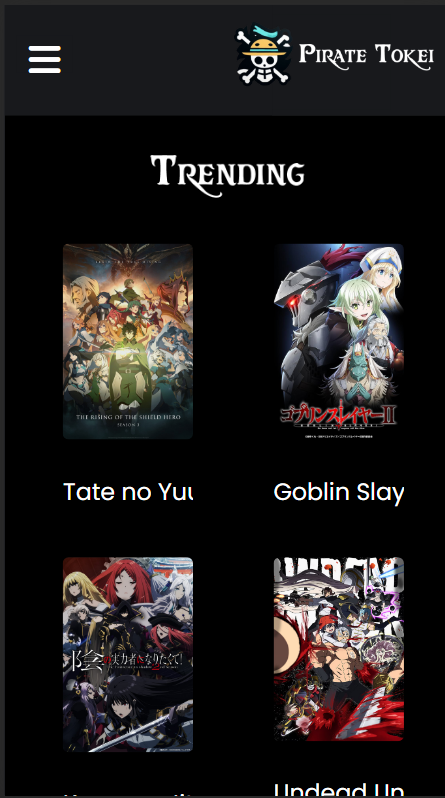 Pirate Tokei
Trending
THE RISING OF THE SHIELD HERO
SEASON 3
ゴブリンスレイヤーII
Tate no Yuu
Goblin Slay
陰の実力者になりたくて!
UNDEAD
Undead Un